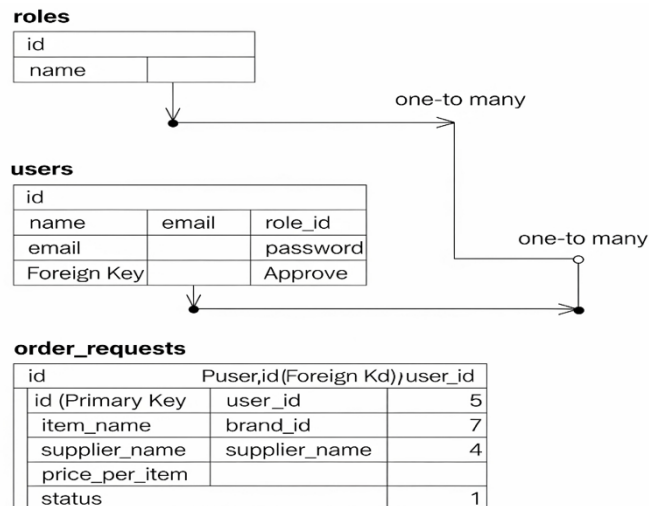 roles
id
name
one-to many
users
id
name email role_id
email password
Foreign Key Approve
one-to many
order_requests
id Puser,id(Foreign Kd),user_id
id (Primary Key user_id 5
item_name brand_id 7
supplier_name supplier_name 4
price_per_item
status 1